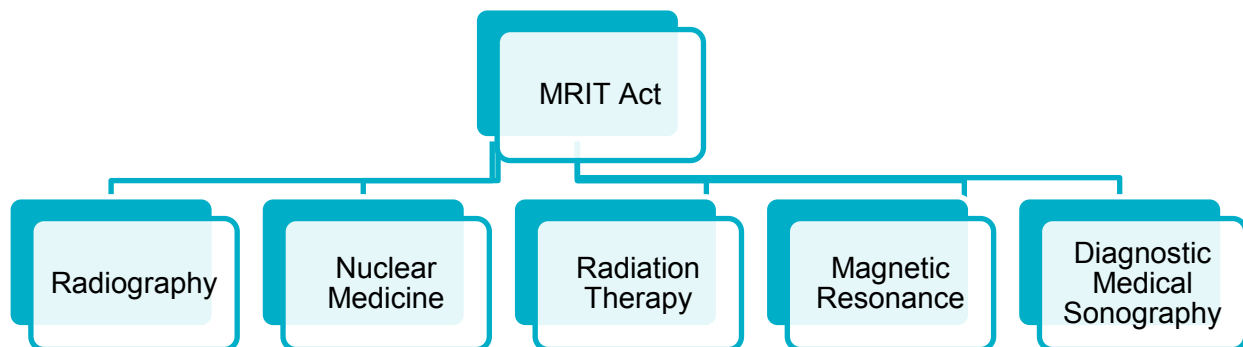 MRIT Act
Radiography
Nuclear
Medicine
Radiation
Therapy
Magnetic
Resonance
Diagnostic
Medical
Sonography